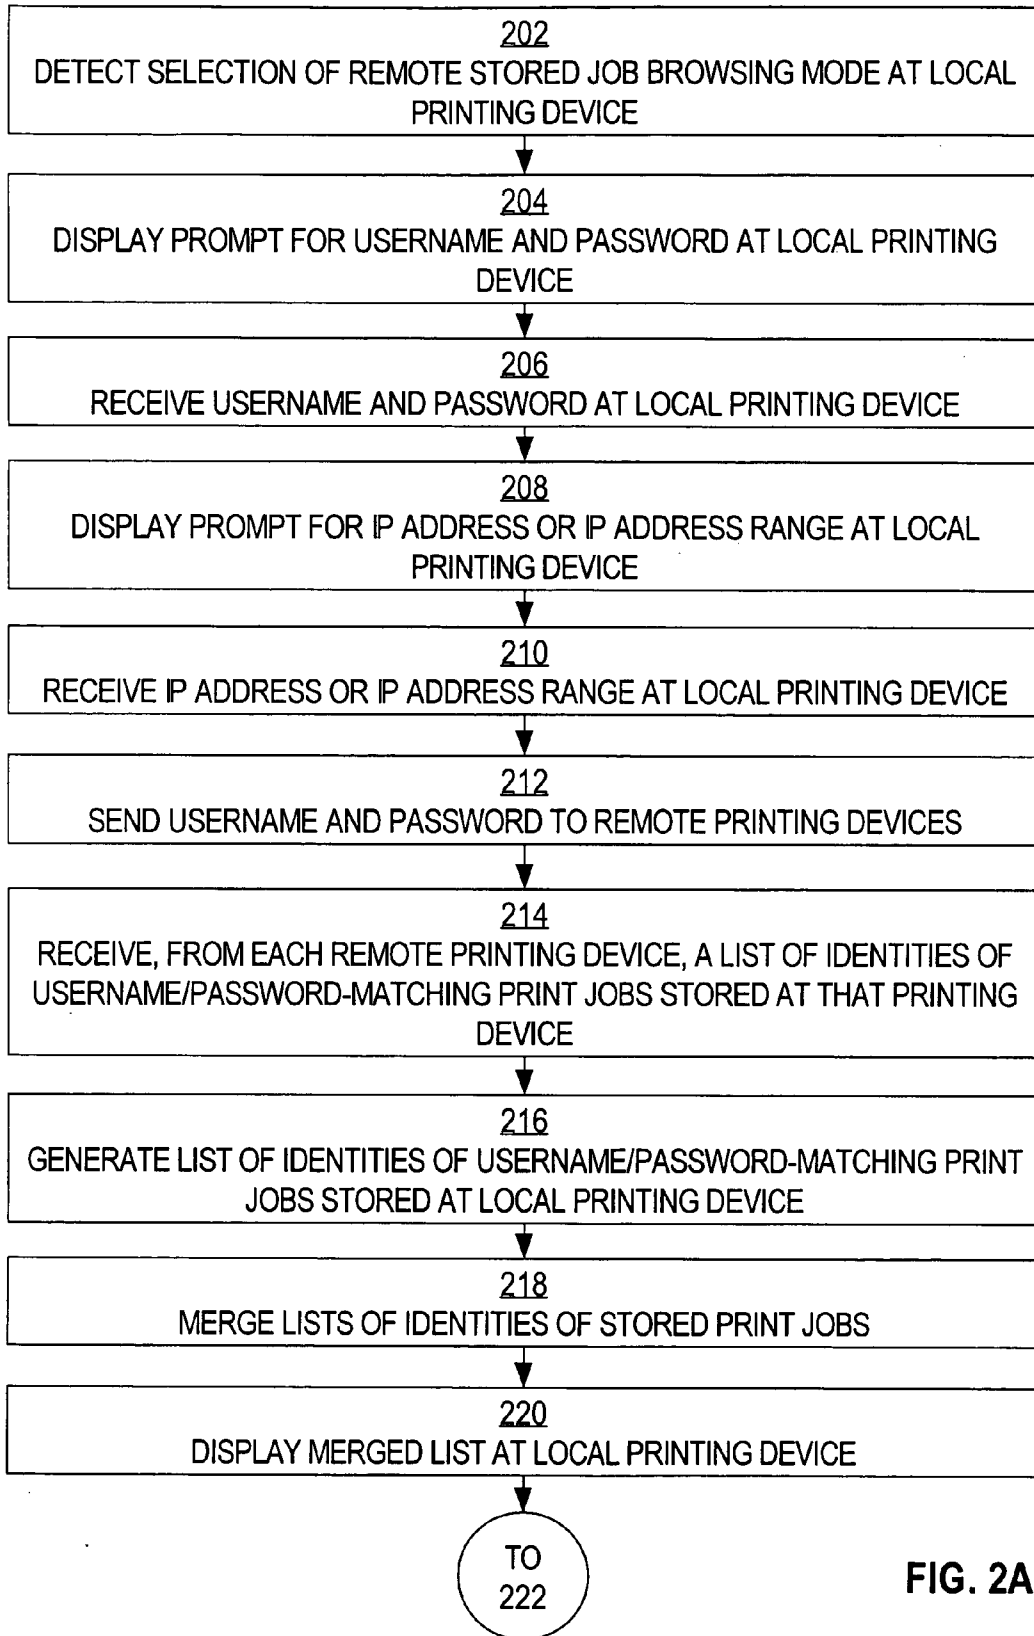 202
DETECT SELECTION OF REMOTE STORED JOB BROWSING MODE AT LOCAL
PRINTING DEVICE
204
DISPLAY PROMPT FOR USERNAME AND PASSWORD AT LOCAL PRINTING
DEVICE
206
RECEIVE USERNAME AND PASSWORD AT LOCAL PRINTING DEVICE
208
DISPLAY PROMPT FOR IP ADDRESS OR IP ADDRESS RANGE AT LOCAL
PRINTING DEVICE
210
RECEIVE IP ADDRESS OR IP ADDRESS RANGE AT LOCAL PRINTING DEVICE
212
SEND USERNAME AND PASSWORD TO REMOTE PRINTING DEVICES
214
RECEIVE, FROM EACH REMOTE PRINTING DEVICE, A LIST OF IDENTITIES OF
USERNAME/PASSWORD-MATCHING PRINT JOBS STORED AT THAT PRINTING
DEVICE
216
GENERATE LIST OF IDENTITIES OF USERNAME/PASSWORD-MATCHING PRINT
JOBS STORED AT LOCAL PRINTING DEVICE
218
MERGE LISTS OF IDENTITIES OF STORED PRINT JOBS
220
DISPLAY MERGED LIST AT LOCAL PRINTING DEVICE
TO
222
FIG. 2A